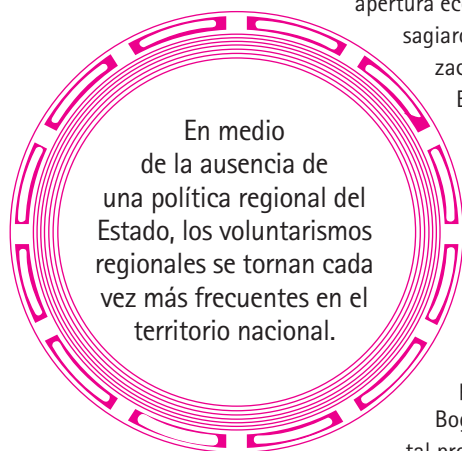 apertura
En medio
de la ausencia de
una política regional del
Estado, los voluntarismos
regionales se tornan cada
vez más frecuentes en el
territorio nacional.